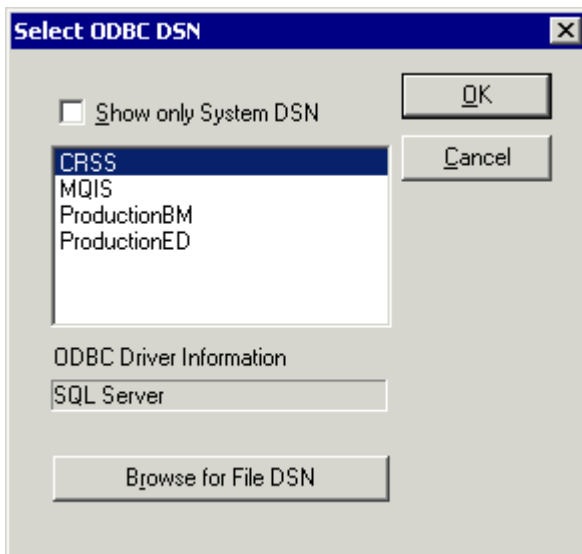 Select ODBC DSN
Show only System DSN
OK
Cancel
CRSS
MQIS
ProductionBM
ProductionED
ODBC Driver Information
SQL Server
Browse for File DSN